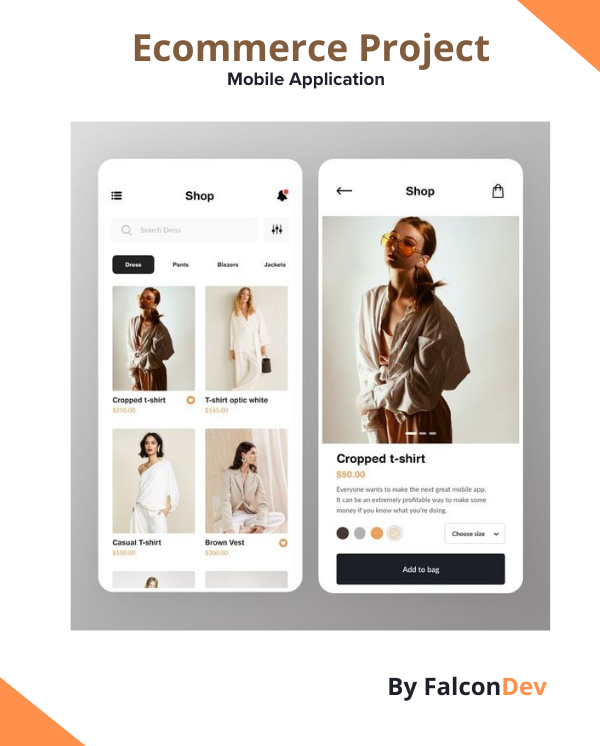 Ecommerce Project
Mobile Application
Shop
Search Dress
Dress Pants Blazers Jackets
Cropped t-shirt
$250.00
T-shirt optic white
$145.00
Casual T-shirt
$150.00
Brown Vest
$300.00
Shop
Cropped t-shirt
$50.00
Everyone wants to make the next great mobile app.
It can be an extremely profitable way to make some
money if you know what you're doing.
Choose size
Add to bag
By FalconDev